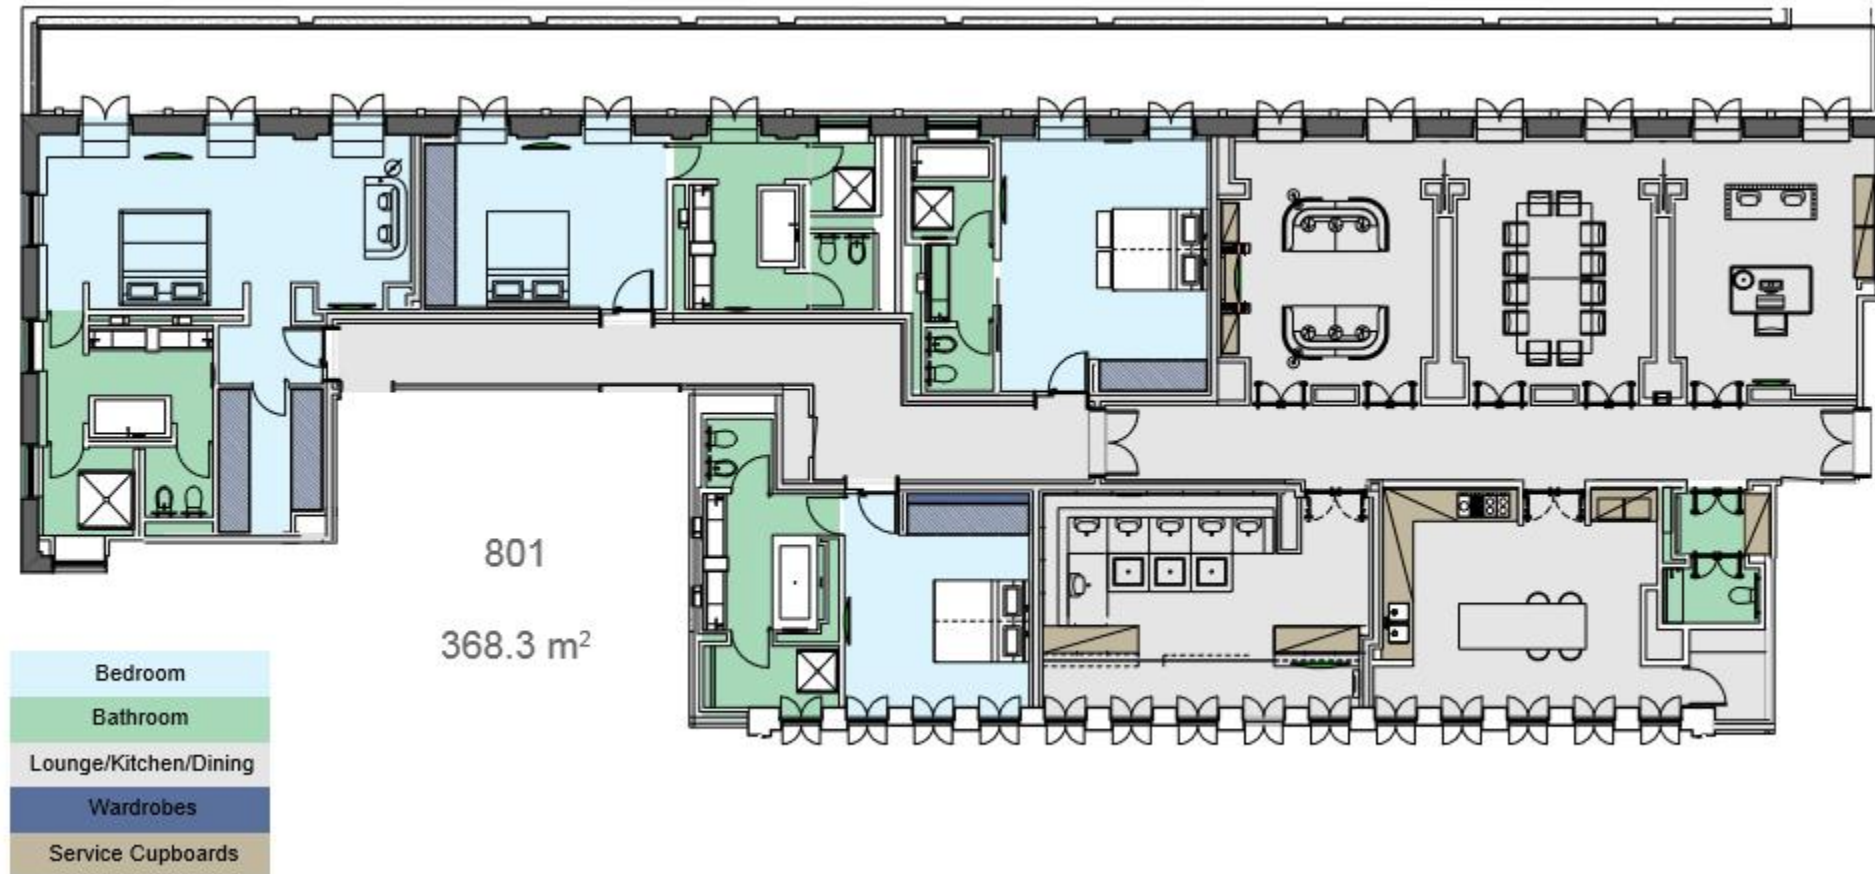 801
368.3 m²
Bedroom
Bathroom
Lounge/Kitchen/Dining
Wardrobes
Service Cupboards